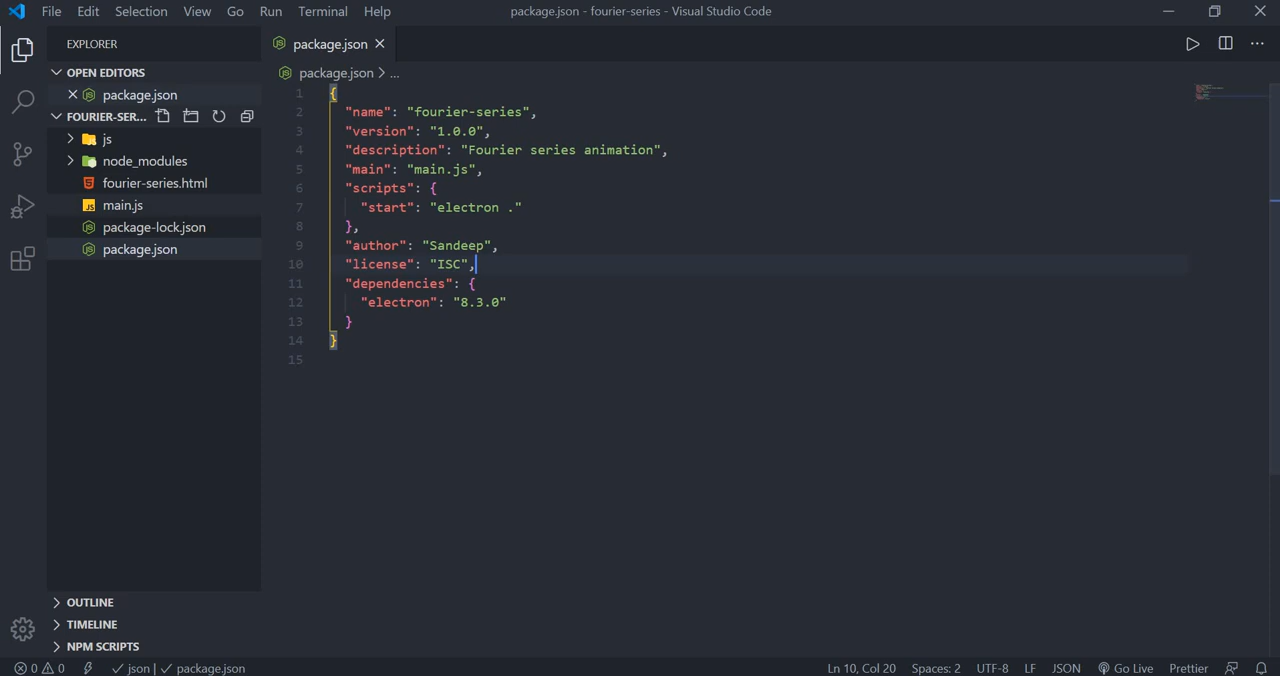 File Edit Selection View Go Run Terminal Help package.json - fourier-series - Visual Studio Code
EXPLORER
OPEN EDITORS
package.json
FOURIER-SER...
js
node_modules
fourier-series.html
main.js
package-lock.json
package.json
OUTLINE
TIMELINE
NPM SCRIPTS
package.json
package.json > ...
1 {
2 "name": "fourier-series",
3 "version": "1.0.0",
4 "description": "Fourier series animation",
5 "main": "main.js",
6 "scripts": {
7 "start": "electron ."
8 },
9 "author": "Sandeep",
10 "license": "ISC",
11 "dependencies": {
12 "electron": "8.3.0"
13 }
14 }
15
0 0 json | package.json Ln 10, Col 20 Spaces: 2 UTF-8 LF JSON Go Live Prettier